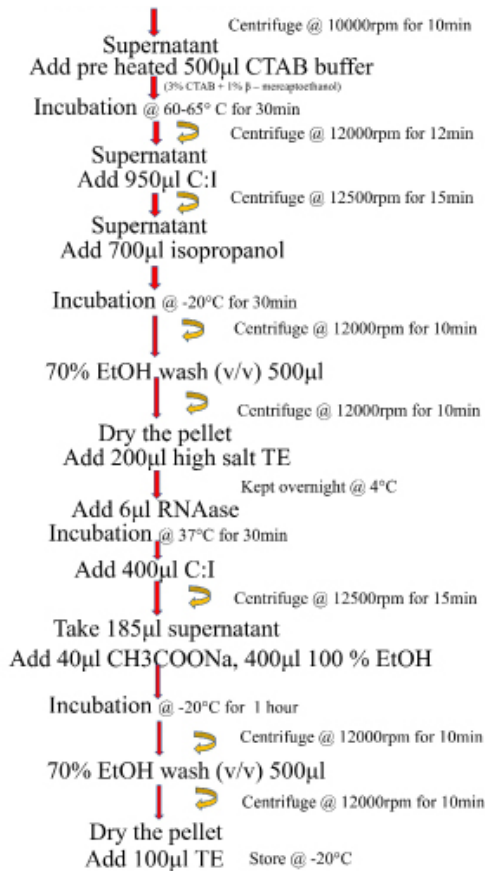 Centrifuge @ 10000rpm for 10min
Supernatant
Add pre heated 500µl CTAB buffer
(3% CTAB + 1% β – mercaptoethanol)
Incubation @ 60-65° C for 30min
Centrifuge @ 12000rpm for 12min
Supernatant
Add 950µl C:I
Centrifuge @ 12500rpm for 15min
Supernatant
Add 700µl isopropanol
Incubation @ -20°C for 30min
Centrifuge @ 12000rpm for 10min
70% EtOH wash (v/v) 500µl
Centrifuge @ 12000rpm for 10min
Dry the pellet
Add 200µl high salt TE
Kept overnight @ 4°C
Add 6µl RNAase
Incubation @ 37°C for 30min
Add 400µl C:I
Centrifuge @ 12500rpm for 15min
Take 185µl supernatant
Add 40µl CH3COONa, 400µl 100 % EtOH
Incubation @ -20°C for 1 hour
Centrifuge @ 12000rpm for 10min
70% EtOH wash (v/v) 500µl
Centrifuge @ 12000rpm for 10min
Dry the pellet
Add 100µl TE Store @ -20°C